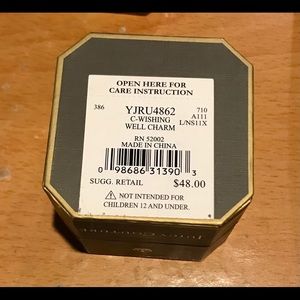 OPEN HERE FOR
CARE INSTRUCTION
386 YJRU4862 710
C-WISHING A111
WELL CHARM L/NS11X
RN 52002
MADE IN CHINA
0 98686 31390 3
SUGG. RETAIL $48.00
NOT INTENDED FOR
CHILDREN 12 AND UNDER.